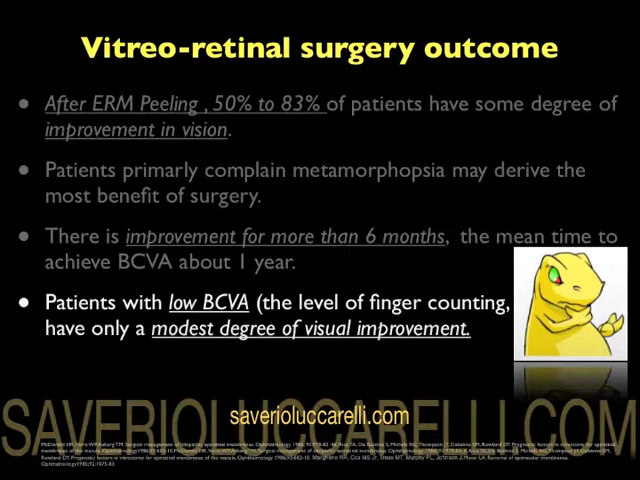 Vitreo-retinal surgery outcome
● After ERM Peeling , 50% to 83% of patients have some degree of
improvement in vision.
● Patients primarly complain metamorphopsia may derive the
most benefit of surgery.
● There is improvement for more than 6 months, the mean time to
achieve BCVA about 1 year.
● Patients with low BCVA (the level of finger counting,
have only a modest degree of visual improvement.
SAVERIOLUCCARELLI.COM
saverioluccarelli.com